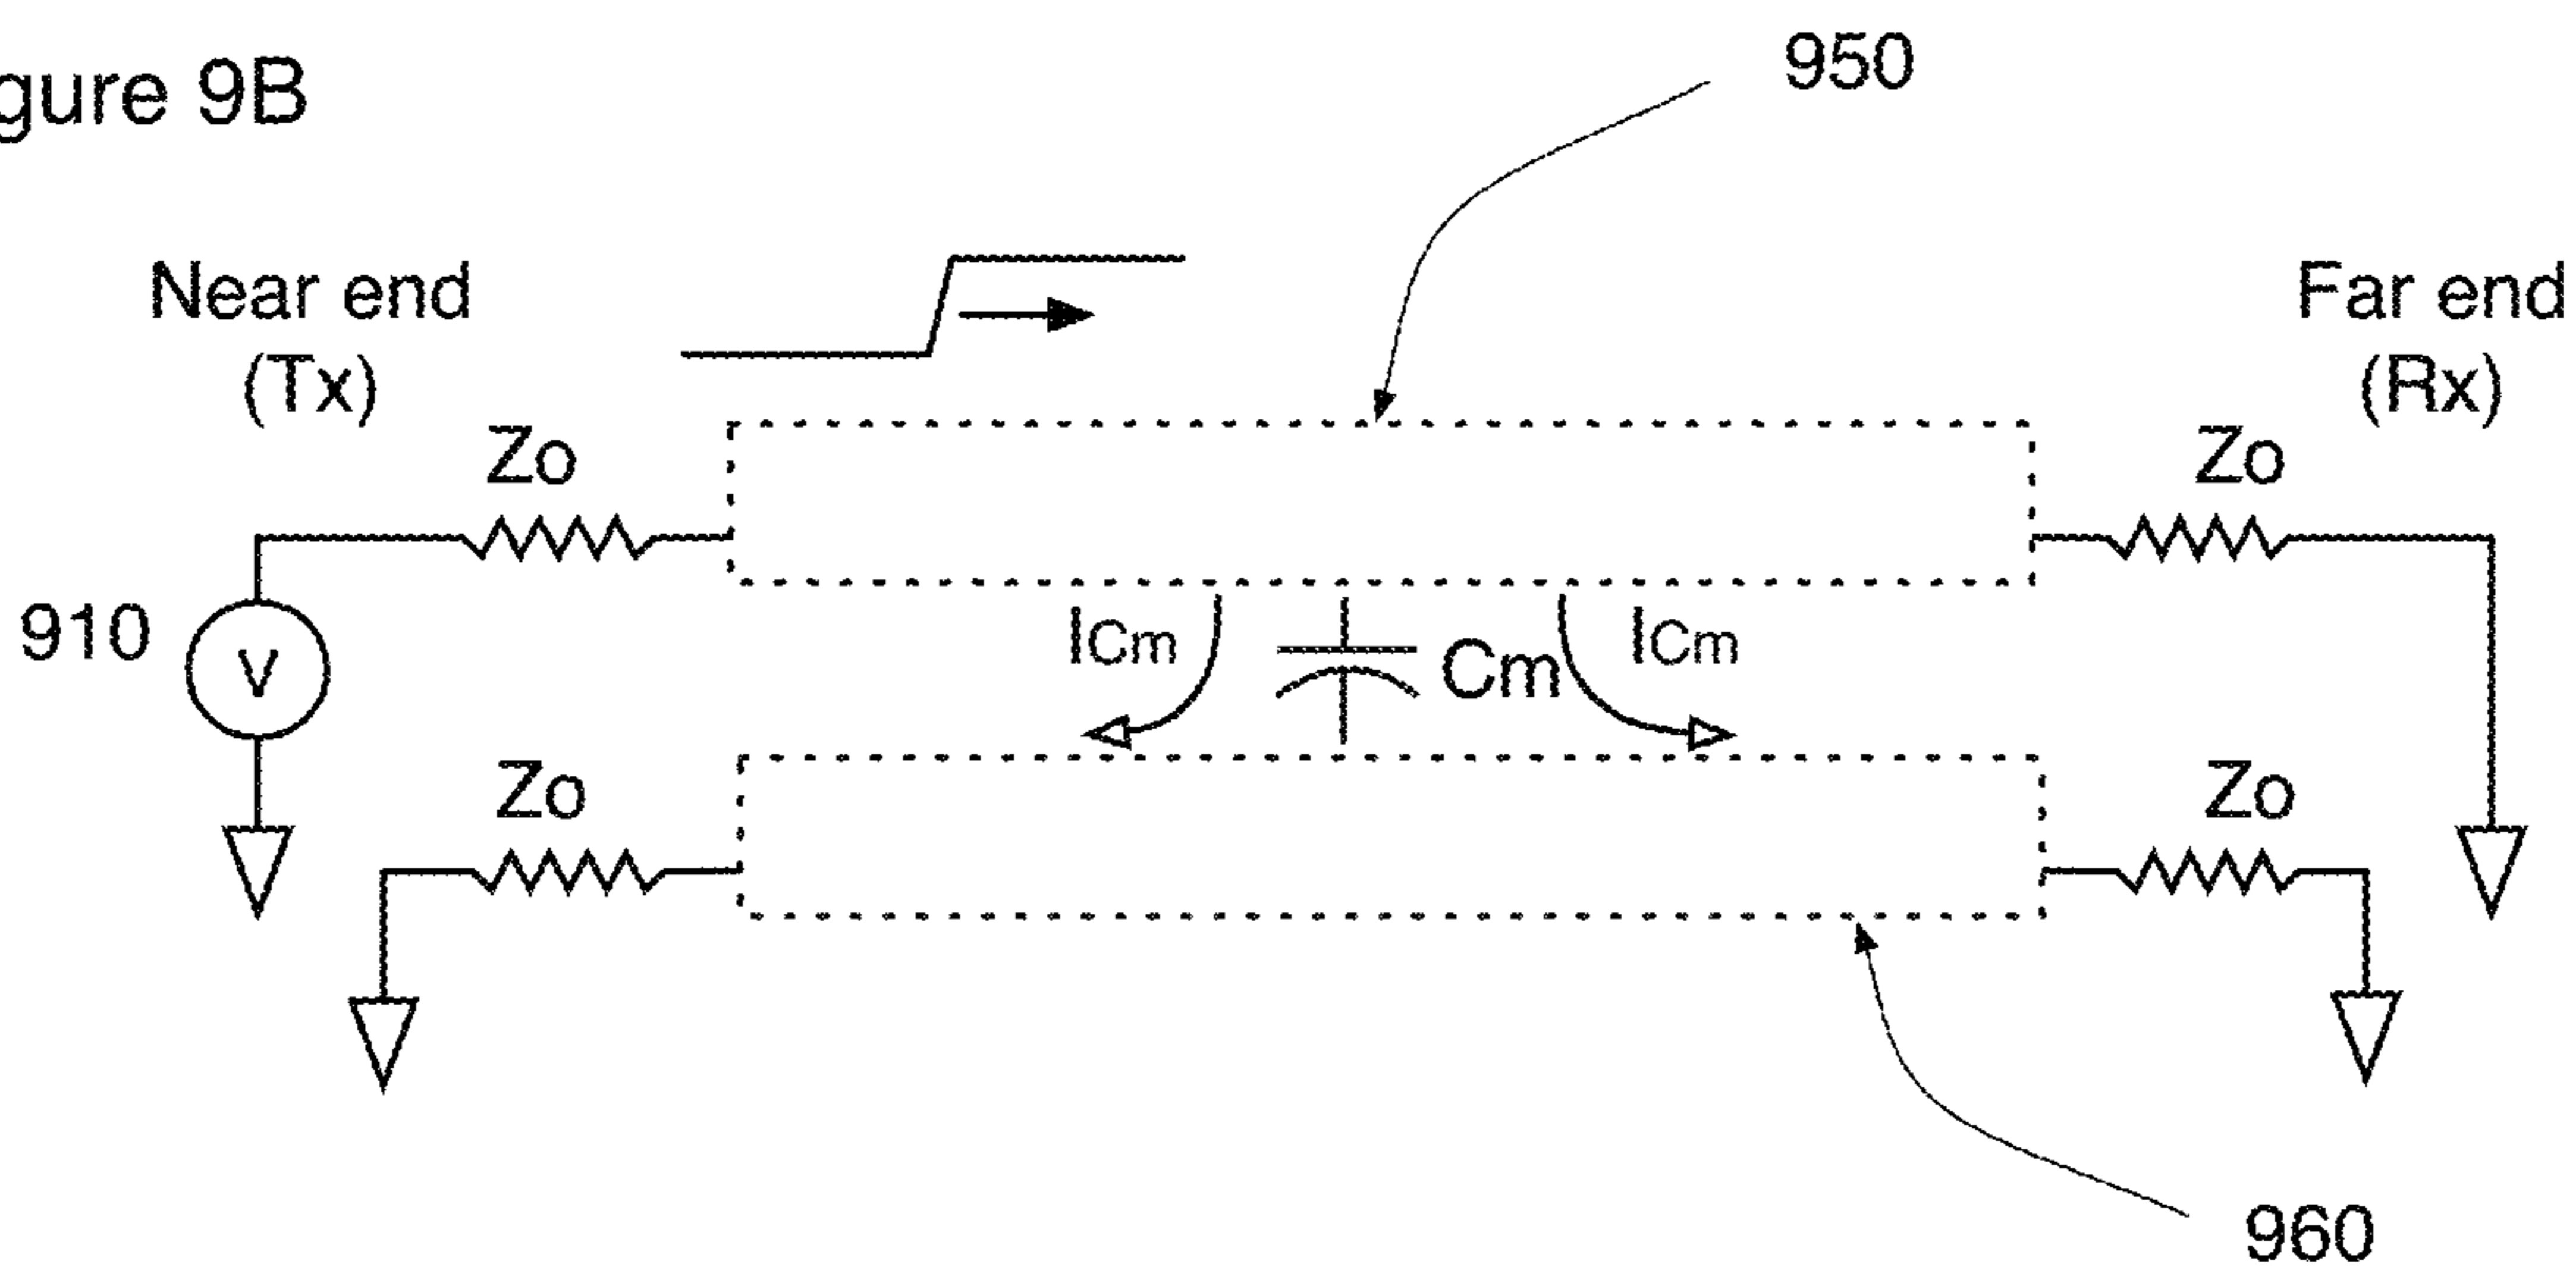 gure 9B
950
Near end
(Tx)
Far end
(Rx)
Zo
Zo
910
V
ICm
Cm
ICm
Zo
Zo
960